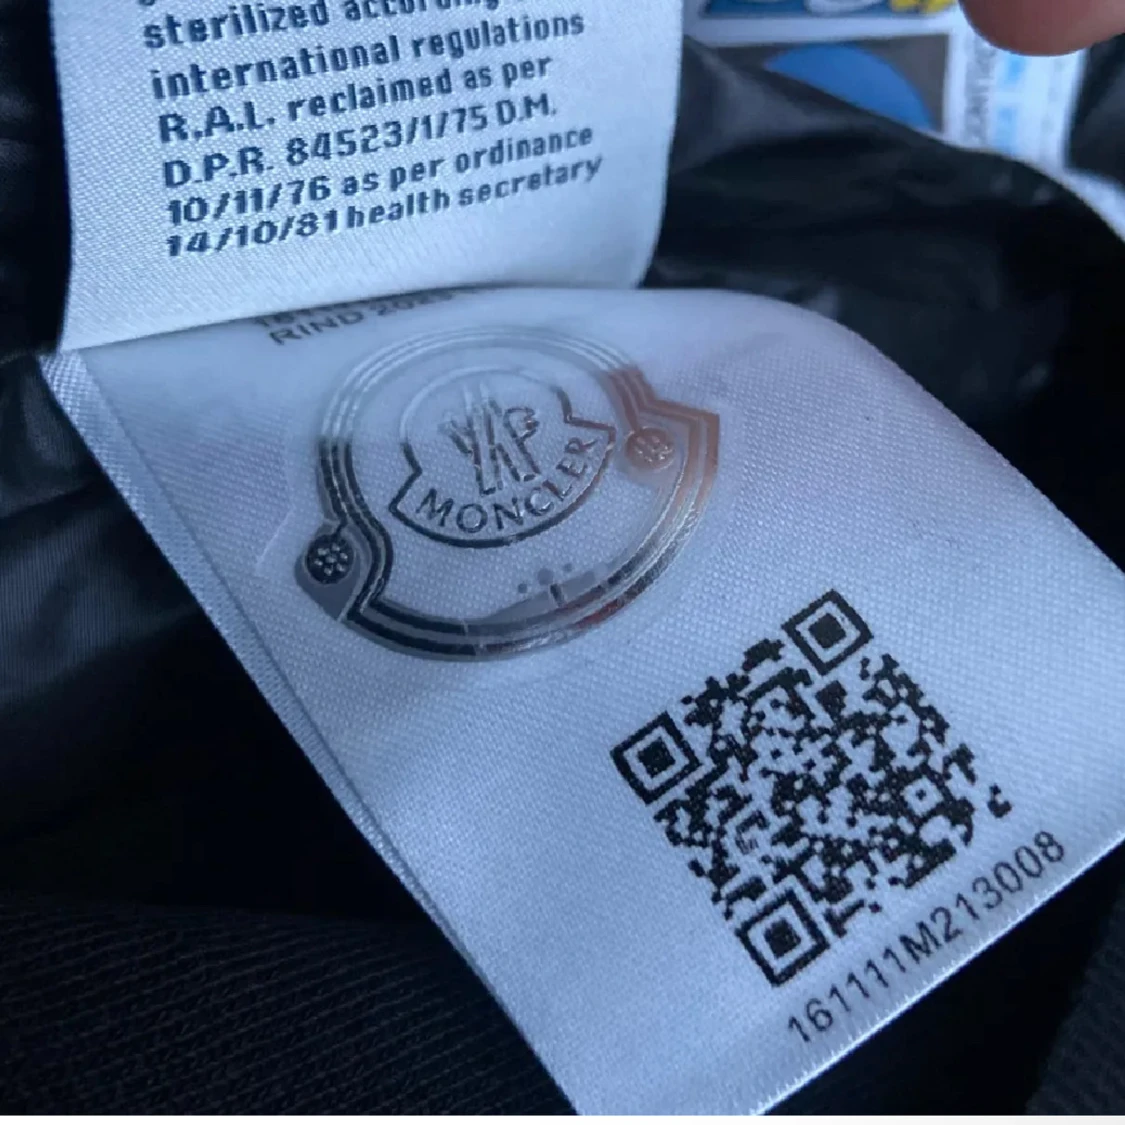 sterilized according
international regulations
R.A.L. reclaimed as per
D.P.R. 84523/1/75 D.M.
10/11/76 as per ordinance
14/10/81 health secretary
RIND
MONCLER
161111M213008